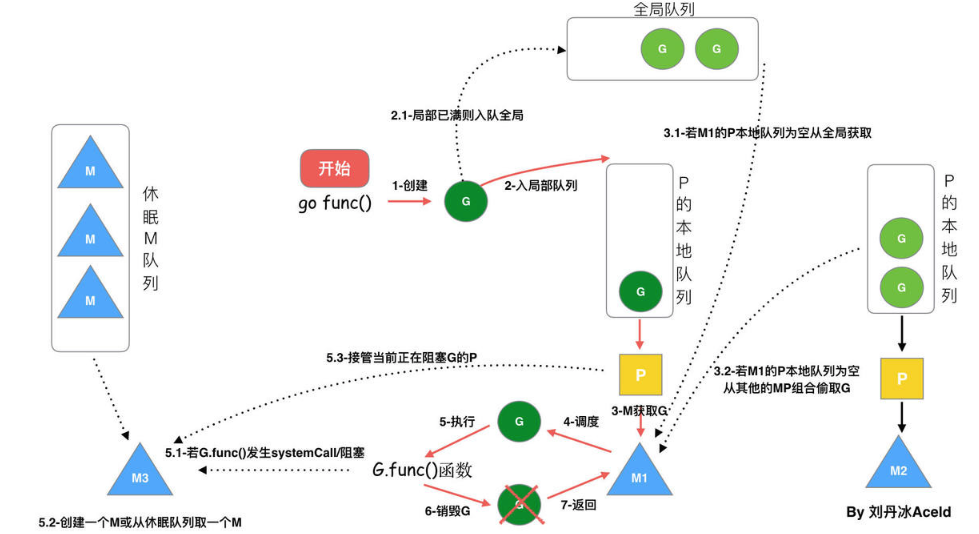 全局队列
G
G
2.1-局部已满则入队全局
3.1-若M1的P本地队列为空从全局获取
开始
go func()
1-创建
G
2-入局部队列
P的本地队列
G
P的本地队列
G
G
休眠M队列
M
M
M
5.3-接管当前正在阻塞G的P
P
3.2-若M1的P本地队列为空
从其他的MP组合偷取G
P
3-M获取G
5-执行
G
4-调度
5.1-若G.func()发生systemCall/阻塞
G.func()函数
M3
M1
M2
6-销毁G
G
7-返回
5.2-创建一个M或从休眠队列取一个M
By 刘丹冰Aceld